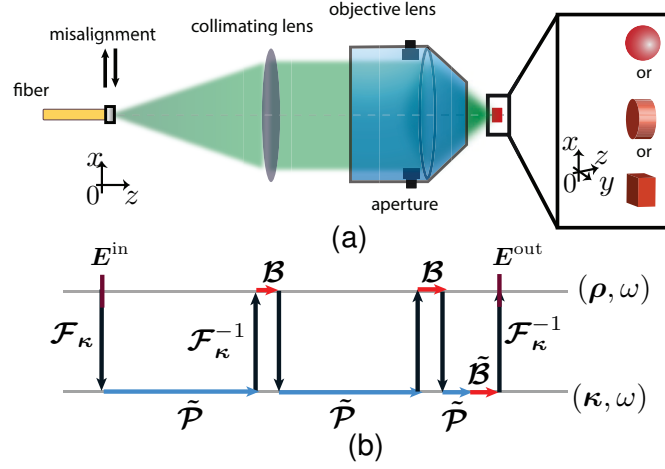 objective lens
collimating lens
misalignment
fiber
x
0 z
aperture
or
or
x
z
0 y
(a)
E^in
B
B
E^out
(ρ, ω)
F_κ
F_κ^{-1}
F_κ^{-1}
B̃
(κ, ω)
P̃
P̃
P̃
(b)